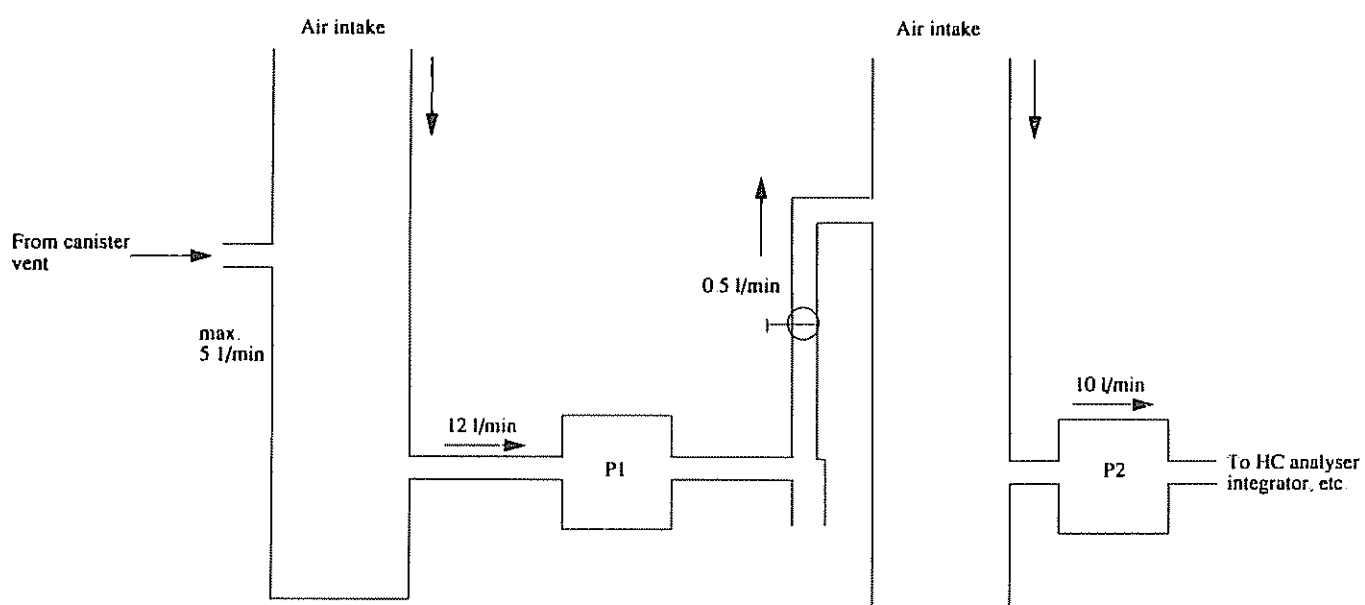 Air intake
Air intake
From canister
vent
0.5 l/min
max.
5 l/min
10 l/min
12 l/min
P1
P2
To HC analyser
integrator, etc